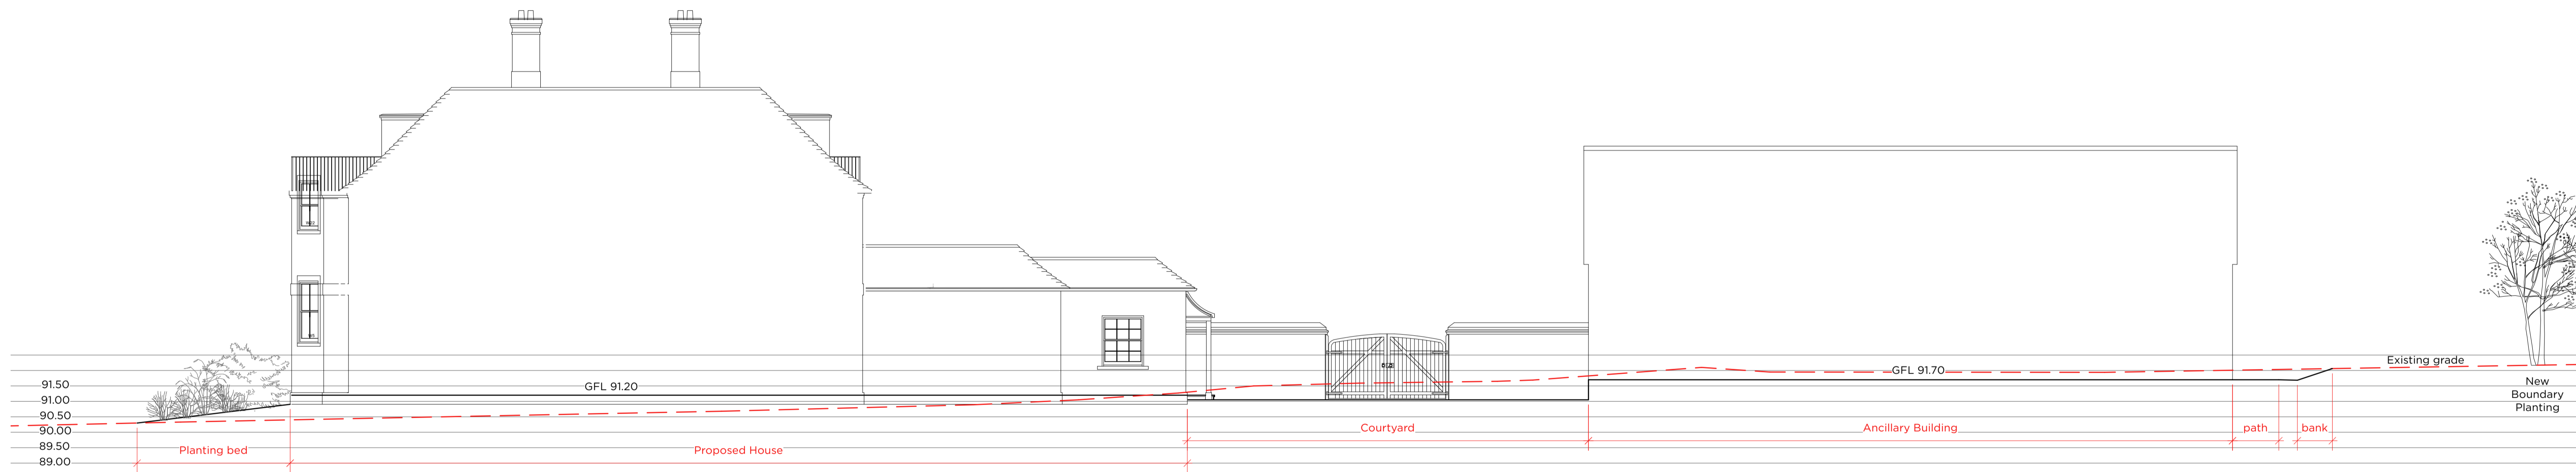 91.50
91.00
90.50
90.00
89.50
89.00
GFL 91.20
GFL 91.70
Existing grade
New
Boundary
Planting
Planting bed
Proposed House
Courtyard
Ancillary Building
path
bank